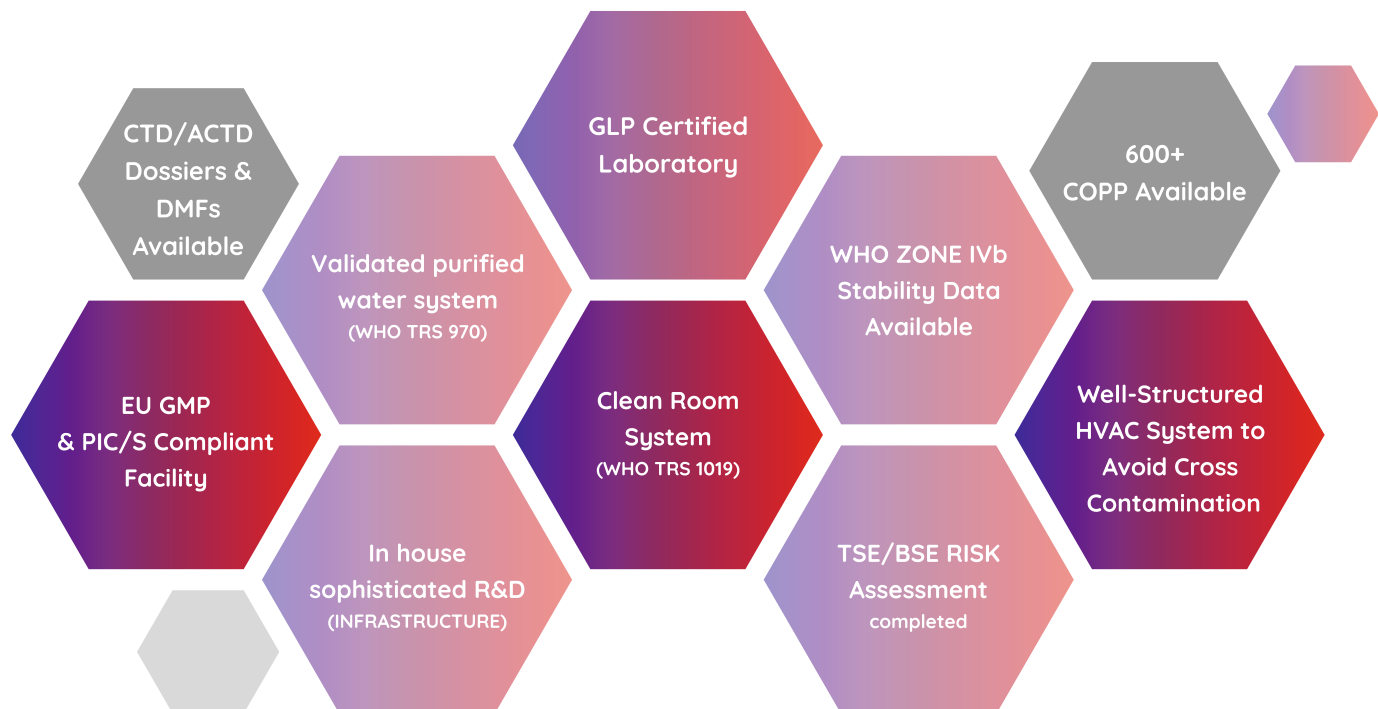 CTD/ACTD
Dossiers &
DMFs
Available
Validated purified
water system
(WHO TRS 970)
GLP Certified
Laboratory
WHO ZONE IVb
Stability Data
Available
600+
COPP Available
EU GMP
& PIC/S Compliant
Facility
In house
sophisticated R&D
(INFRASTRUCTURE)
Clean Room
System
(WHO TRS 1019)
TSE/BSE RISK
Assessment
completed
Well-Structured
HVAC System to
Avoid Cross
Contamination